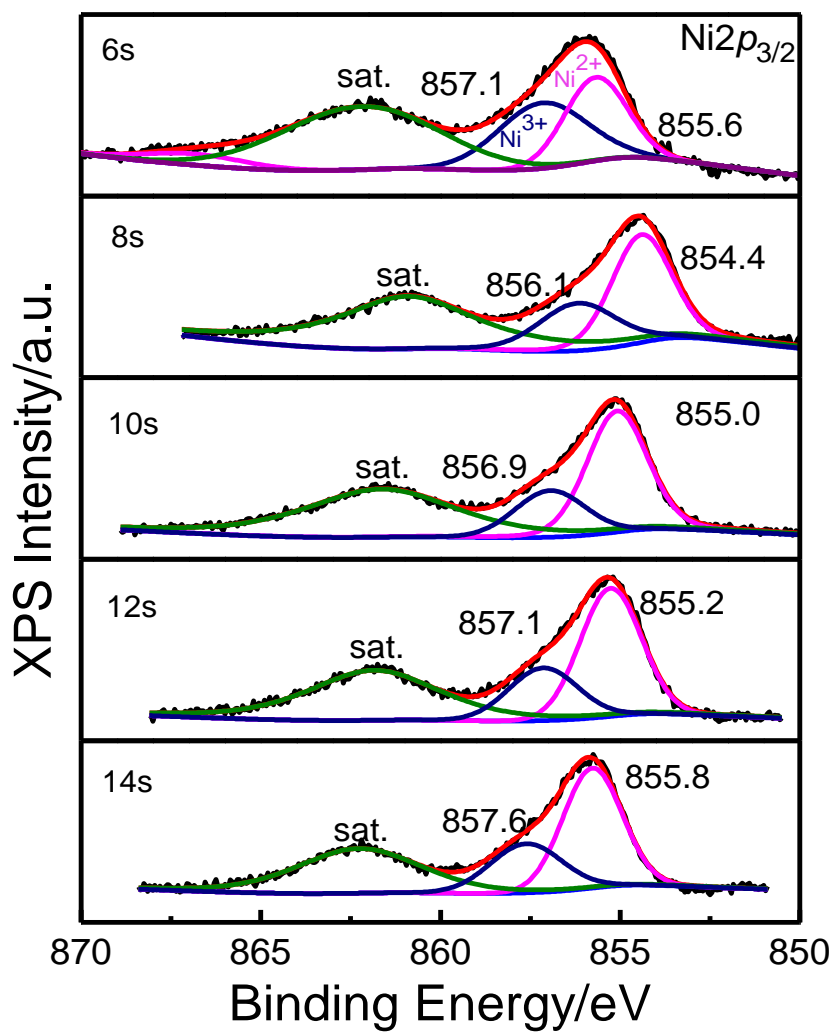 6s
Ni2p3/2
sat.
857.1
Ni2+
Ni3+
855.6
8s
sat.
856.1
854.4
10s
sat.
856.9
855.0
12s
sat.
857.1
855.2
14s
sat.
857.6
855.8
XPS Intensity/a.u.
870 865 860 855 850
Binding Energy/eV